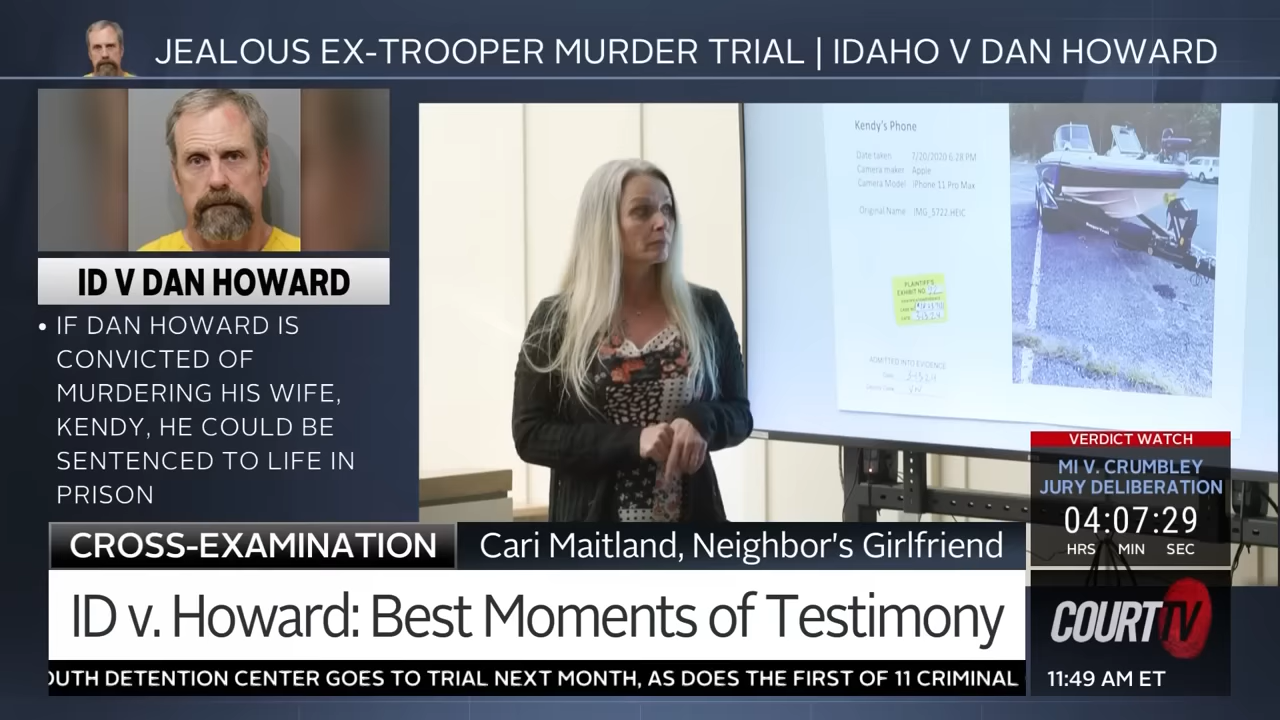 JEALOUS EX-TROOPER MURDER TRIAL | IDAHO V DAN HOWARD
ID V DAN HOWARD
• IF DAN HOWARD IS
CONVICTED OF
MURDERING HIS WIFE,
KENDY, HE COULD BE
SENTENCED TO LIFE IN
PRISON
Kendy's Phone
Date taken 7/20/2020 6:28 PM
Camera maker Apple
Camera Model iPhone 11 Pro Max
Original Name IMG_5722.HEIC
PLAINTIFF'S
EXHIBIT NO.
ADMITTED INTO EVIDENCE
VERDICT WATCH
MI V. CRUMBLEY
JURY DELIBERATION
04:07:29
HRS MIN SEC
CROSS-EXAMINATION
Cari Maitland, Neighbor's Girlfriend
ID v. Howard: Best Moments of Testimony
COURT TV
OUTH DETENTION CENTER GOES TO TRIAL NEXT MONTH, AS DOES THE FIRST OF 11 CRIMINAL
11:49 AM ET